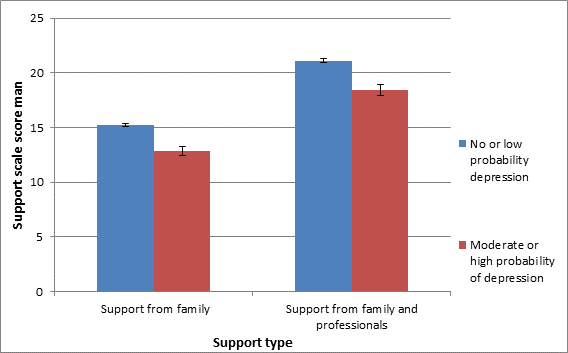 25
20
15
10
5
0
Support scale score man
Support from family
Support from family and
professionals
Support type
No or low
probability
depression
Moderate or
high probability
of depression